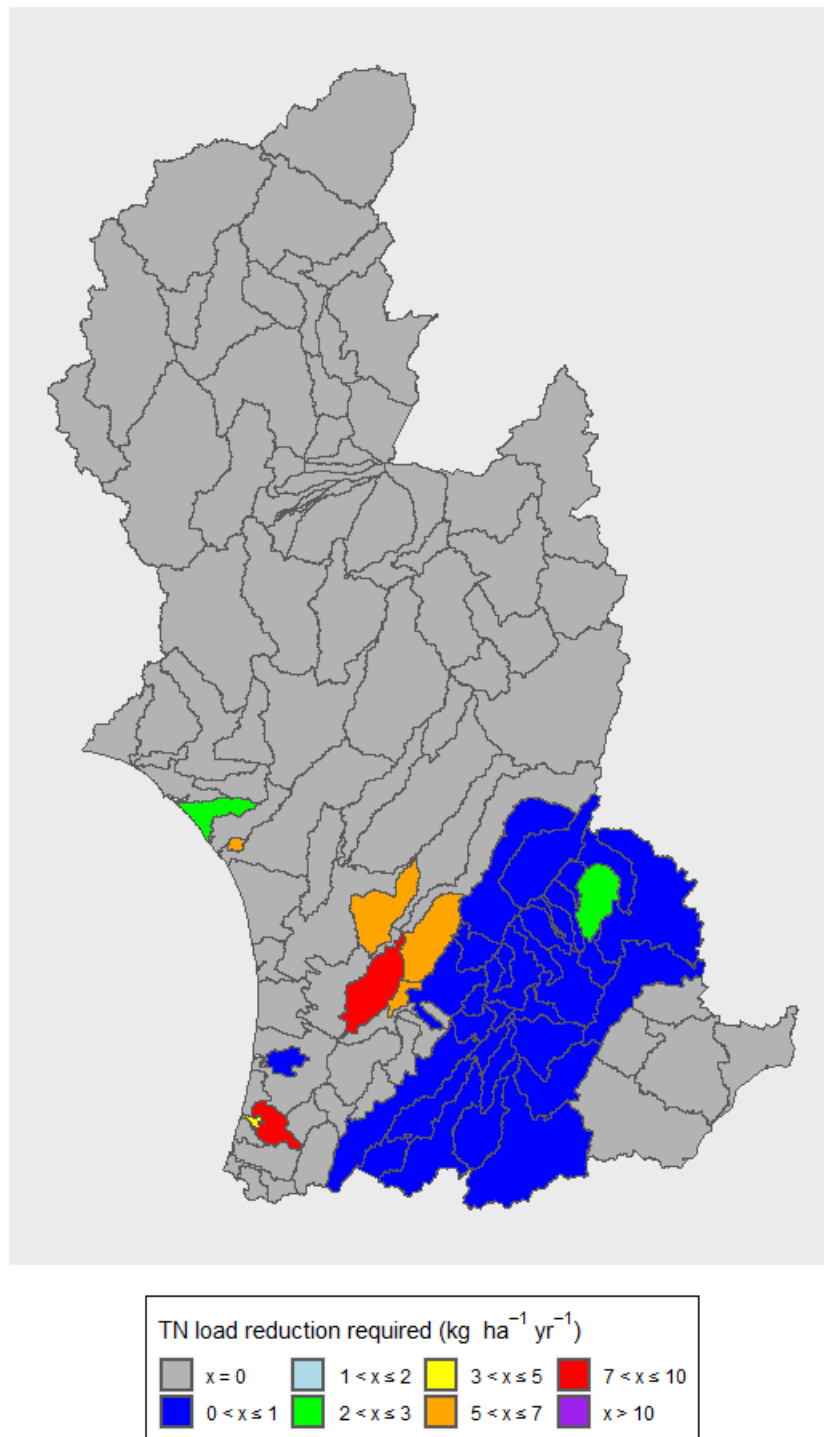 TN load reduction required (kg ha⁻¹ yr⁻¹)
x = 0 1 < x ≤ 2 3 < x ≤ 5 7 < x ≤ 10
0 < x ≤ 1 2 < x ≤ 3 5 < x ≤ 7 x > 10